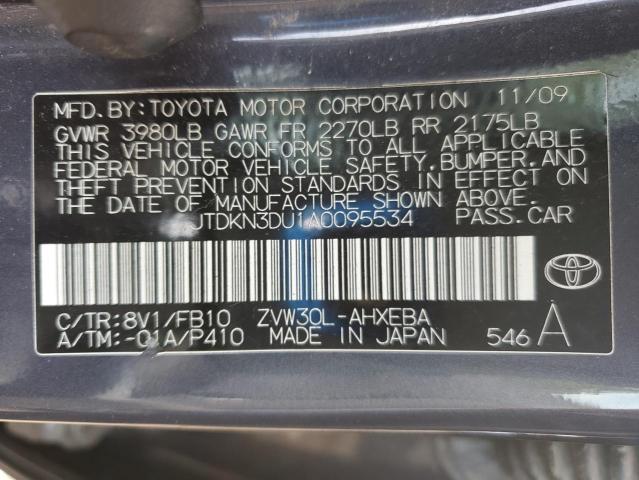 MFD. BY: TOYOTA MOTOR CORPORATION 11/09
GVWR 3980LB GAWR FR 2270LB RR 2175LB
THIS VEHICLE CONFORMS TO ALL APPLICABLE
FEDERAL MOTOR VEHICLE SAFETY, BUMPER, AND
THEFT PREVENTION STANDARDS IN EFFECT ON
THE DATE OF MANUFACTURE SHOWN ABOVE.
JTDKN3DU1A0095534 PASS.CAR
C/TR: 8V1/FB10 ZVW30L-AHXEBA
A/TM: -01A/P410 MADE IN JAPAN 546 A